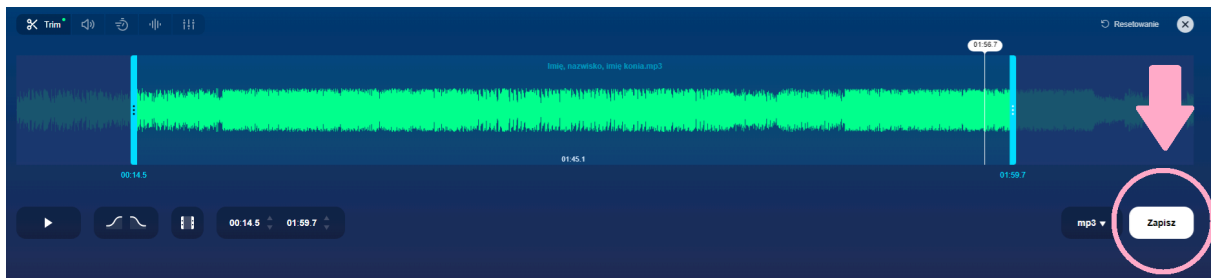 Trim
Resetowanie
01:56.7
Imię, nazwisko, imię konia.mp3
01:45.1
00:14.5
01:59.7
00:14.5
01:59.7
mp3
Zapisz